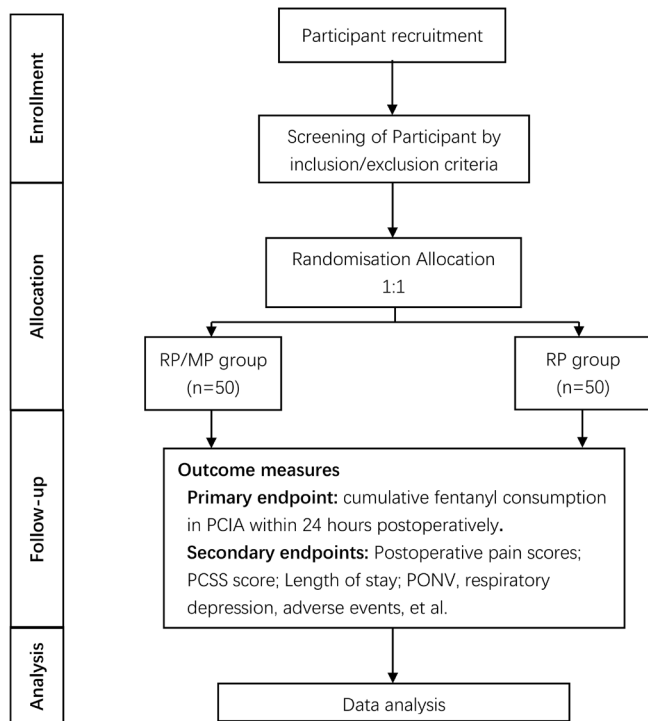 Enrollment
Participant recruitment
Screening of Participant by
inclusion/exclusion criteria
Allocation
Randomisation Allocation
1:1
RP/MP group
(n=50)
RP group
(n=50)
Follow-up
Outcome measures
Primary endpoint: cumulative fentanyl consumption
in PCIA within 24 hours postoperatively.
Secondary endpoints: Postoperative pain scores;
PCSS score; Length of stay; PONV, respiratory
depression, adverse events, et al.
Analysis
Data analysis